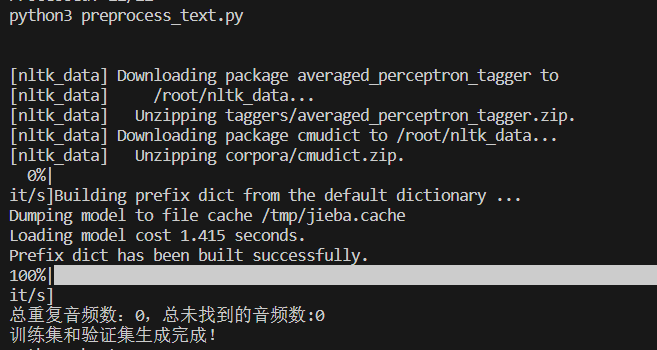 python3 preprocess_text.py
[nltk_data] Downloading package averaged_perceptron_tagger to
[nltk_data]     /root/nltk_data...
[nltk_data]   Unzipping taggers/averaged_perceptron_tagger.zip.
[nltk_data] Downloading package cmudict to /root/nltk_data...
[nltk_data]   Unzipping corpora/cmudict.zip.
  0%|
it/s]Building prefix dict from the default dictionary ...
Dumping model to file cache /tmp/jieba.cache
Loading model cost 1.415 seconds.
Prefix dict has been built successfully.
100%|
it/s]
总重复音频数：0，总未找到的音频数:0
训练集和验证集生成完成！